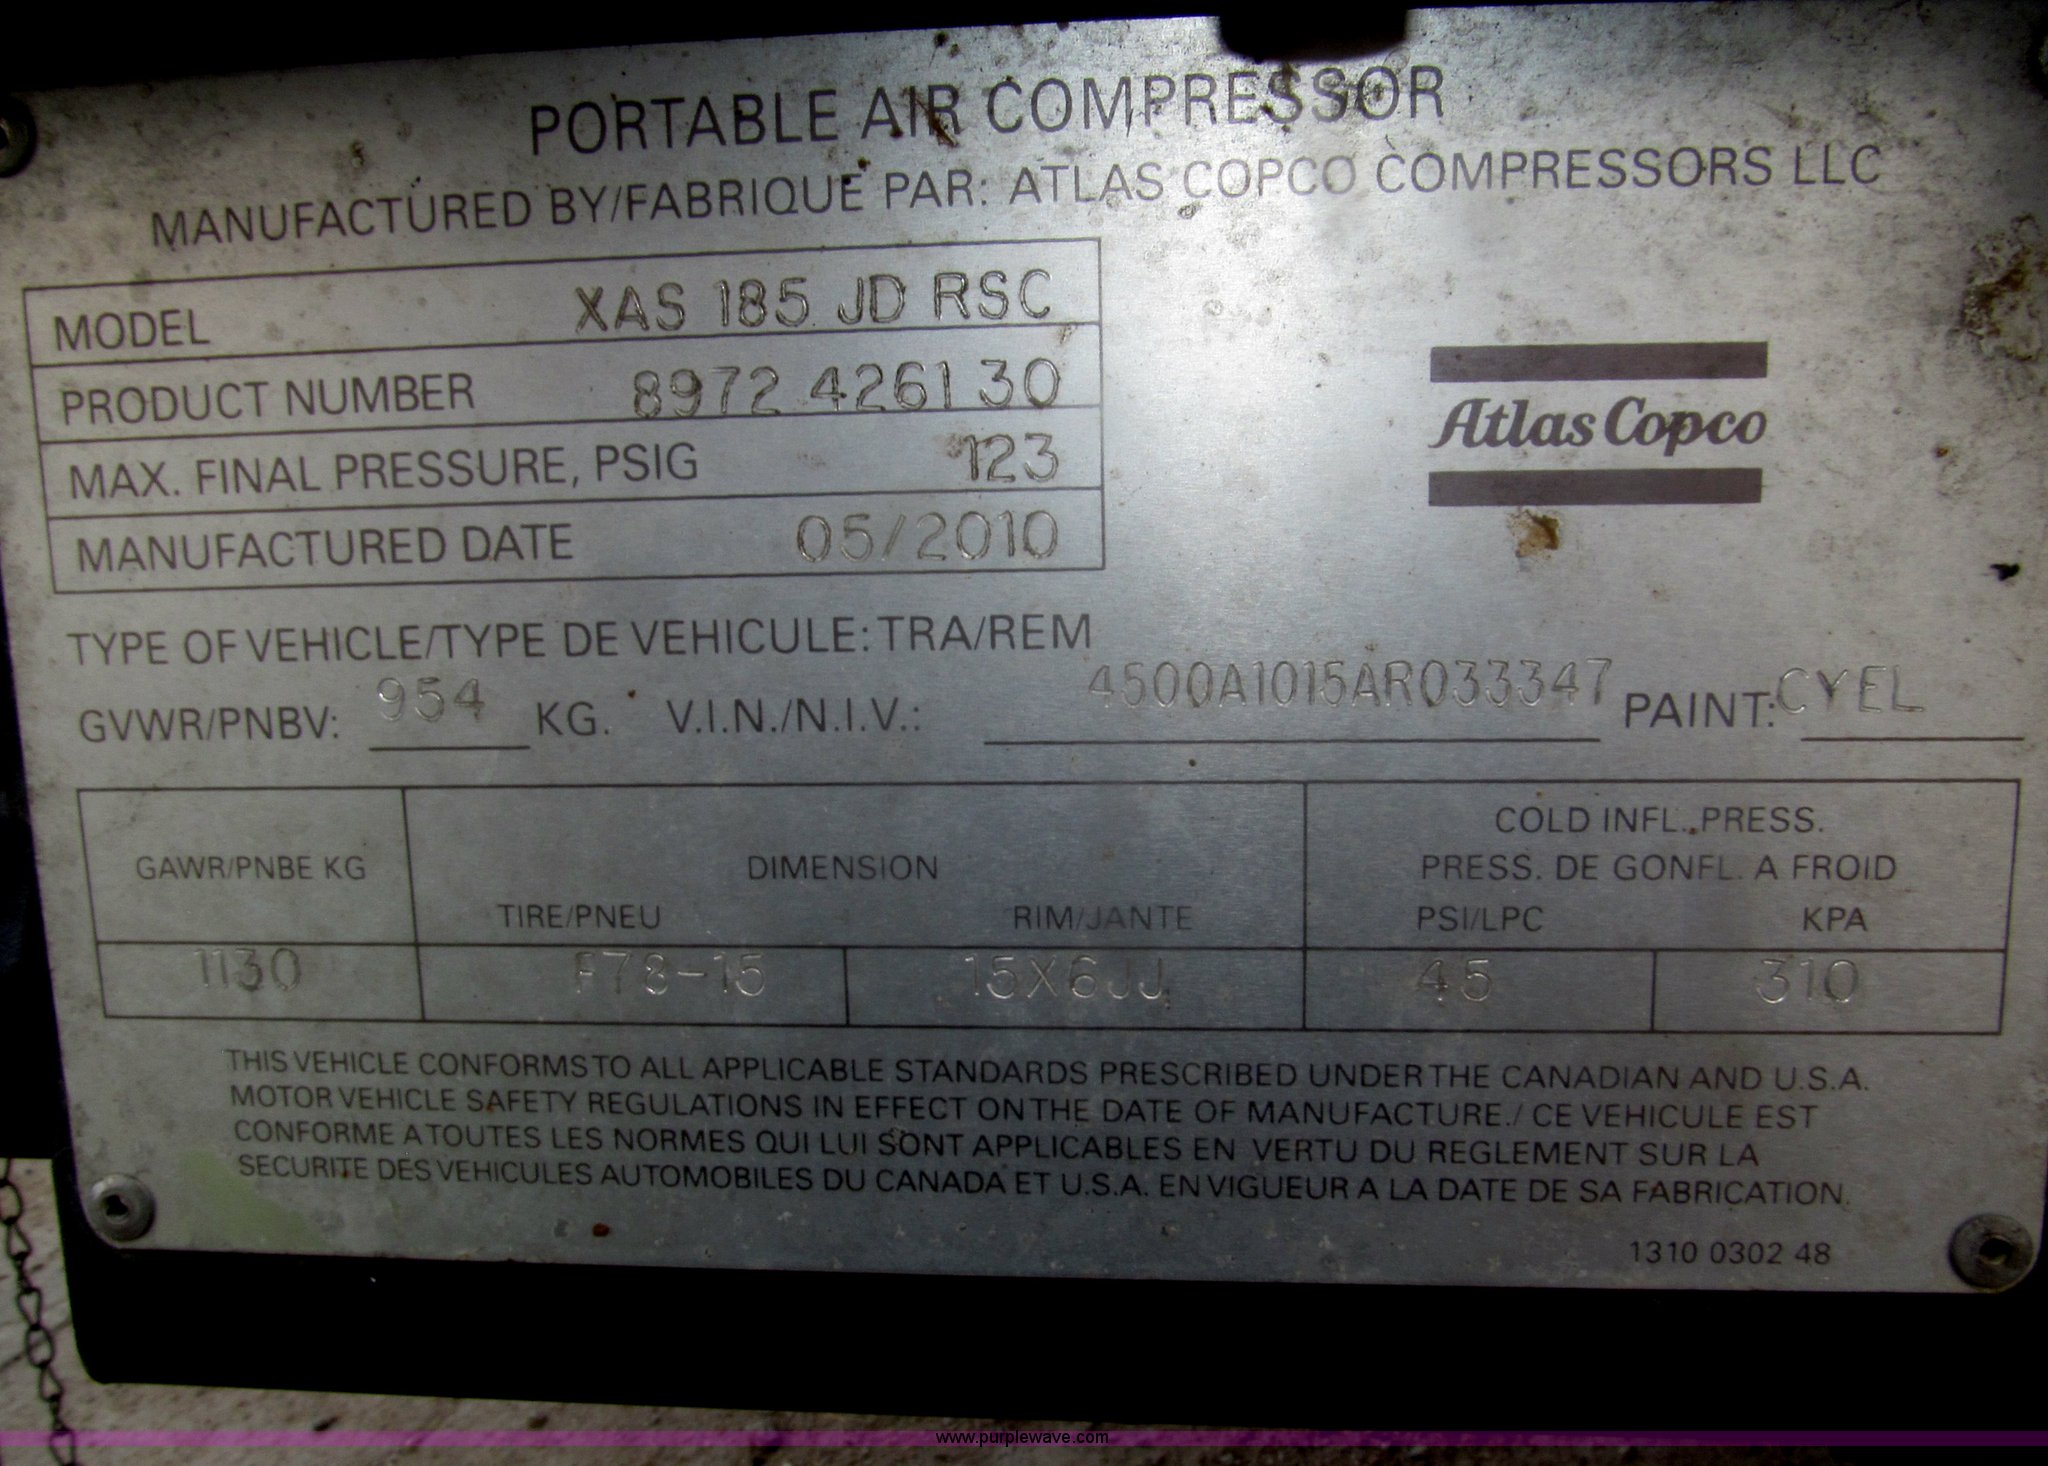 PORTABLE AIR COMPRESSOR
MANUFACTURED BY/FABRIQUE PAR: ATLAS COPCO COMPRESSORS LLC
MODEL XAS 185 JD RSC
PRODUCT NUMBER 8972 4261 30
MAX. FINAL PRESSURE, PSIG 123
MANUFACTURED DATE 05/2010
Atlas Copco
TYPE OF VEHICLE/TYPE DE VEHICULE: TRA/REM
GVWR/PNBV: 954 KG. V.I.N./N.I.V.: 4500A1015AR033347 PAINT: CYEL
COLD INFL. PRESS.
GAWR/PNBE KG DIMENSION PRESS. DE GONFL. A FROID
TIRE/PNEU RIM/JANTE PSI/LPC KPA
1130 F78-15 15X6JJ 45 310
THIS VEHICLE CONFORMS TO ALL APPLICABLE STANDARDS PRESCRIBED UNDER THE CANADIAN AND U.S.A.
MOTOR VEHICLE SAFETY REGULATIONS IN EFFECT ON THE DATE OF MANUFACTURE./ CE VEHICULE EST
CONFORME A TOUTES LES NORMES QUI LUI SONT APPLICABLES EN VERTU DU REGLEMENT SUR LA
SECURITE DES VEHICULES AUTOMOBILES DU CANADA ET U.S.A. EN VIGUEUR A LA DATE DE SA FABRICATION.
1310 0302 48
www.purplewave.com